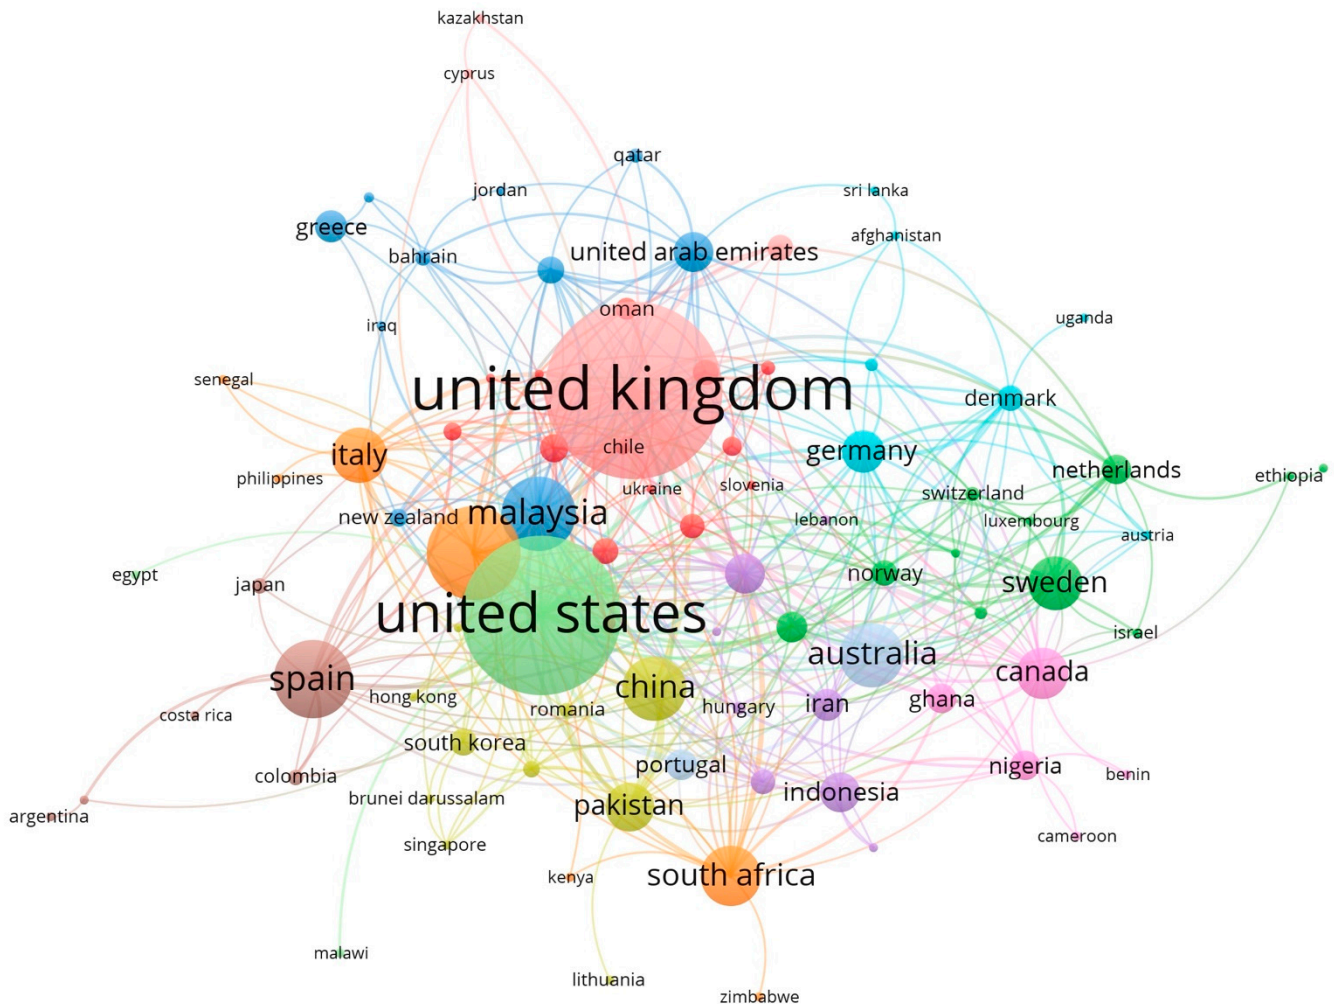 kazakhstan
cyprus
qatar
jordan
sri lanka
greece
afghanistan
bahrain
united arab emirates
oman
iraq
uganda
senegal
united kingdom
denmark
chile
italy
germany
netherlands
philippines
ukraine
slovenia
switzerland
ethiopia
new zealand
malaysia
lebanon
luxembourg
austria
egypt
japan
norway
sweden
united states
israel
australia
spain
china
canada
hong kong
romania
hungary
iran
ghana
costa rica
south korea
portugal
nigeria
colombia
benin
brunei darussalam
pakistan
indonesia
argentina
cameroon
singapore
kenya
south africa
malawi
lithuania
zimbabwe